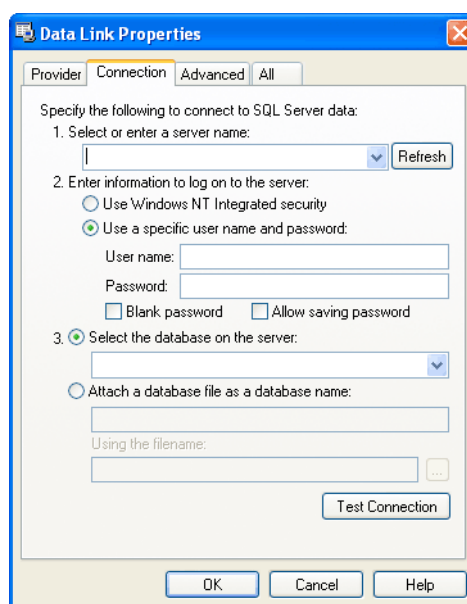 Data Link Properties
Provider Connection Advanced All
Specify the following to connect to SQL Server data:
1. Select or enter a server name:
Refresh
2. Enter information to log on to the server:
Use Windows NT Integrated security
Use a specific user name and password:
User name:
Password:
Blank password Allow saving password
3. Select the database on the server:
Attach a database file as a database name:
Using the filename:
...
Test Connection
OK Cancel Help